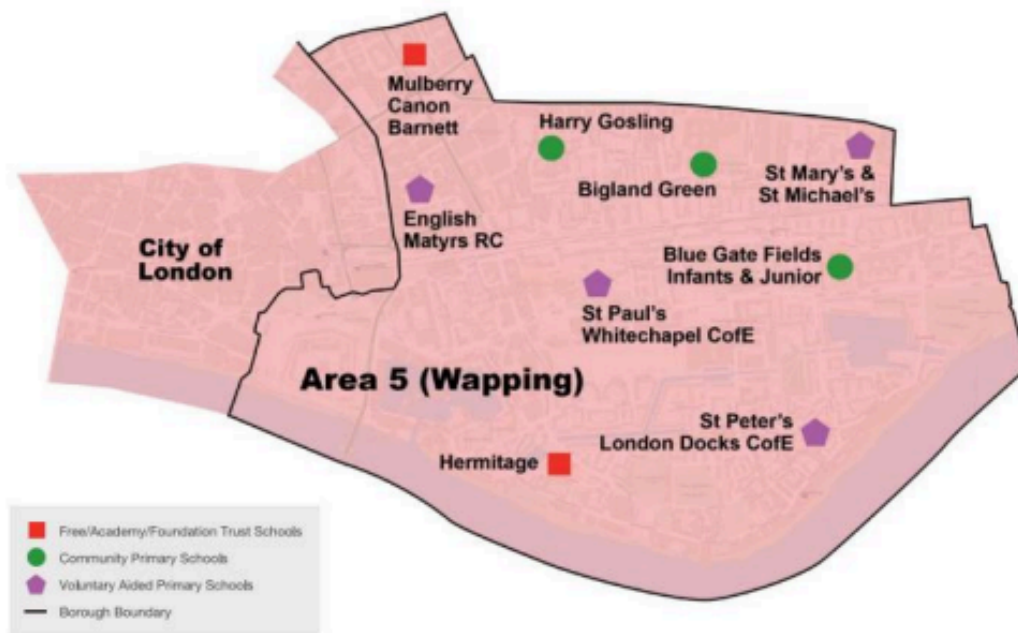 Mulberry
Canon
Barnett
Harry Gosling
Bigland Green
St Mary's &
St Michael's
English
Matyrs RC
City of
London
Blue Gate Fields
Infants & Junior
St Paul's
Whitechapel CofE
Area 5 (Wapping)
St Peter's
London Docks CofE
Hermitage
Free/Academy/Foundation Trust Schools
Community Primary Schools
Voluntary Aided Primary Schools
Borough Boundary